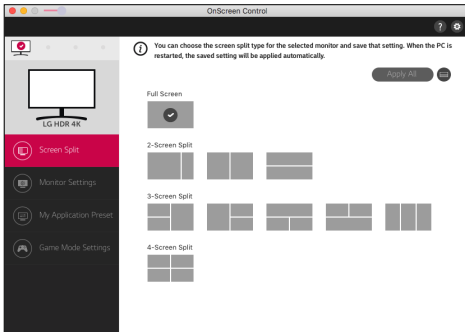 OnScreen Control
?
i
You can choose the screen split type for the selected monitor and save that setting. When the PC is
restarted, the saved setting will be applied automatically.
Apply All
LG HDR 4K
Screen Split
Monitor Settings
My Application Preset
Game Mode Settings
Full Screen
2-Screen Split
3-Screen Split
4-Screen Split